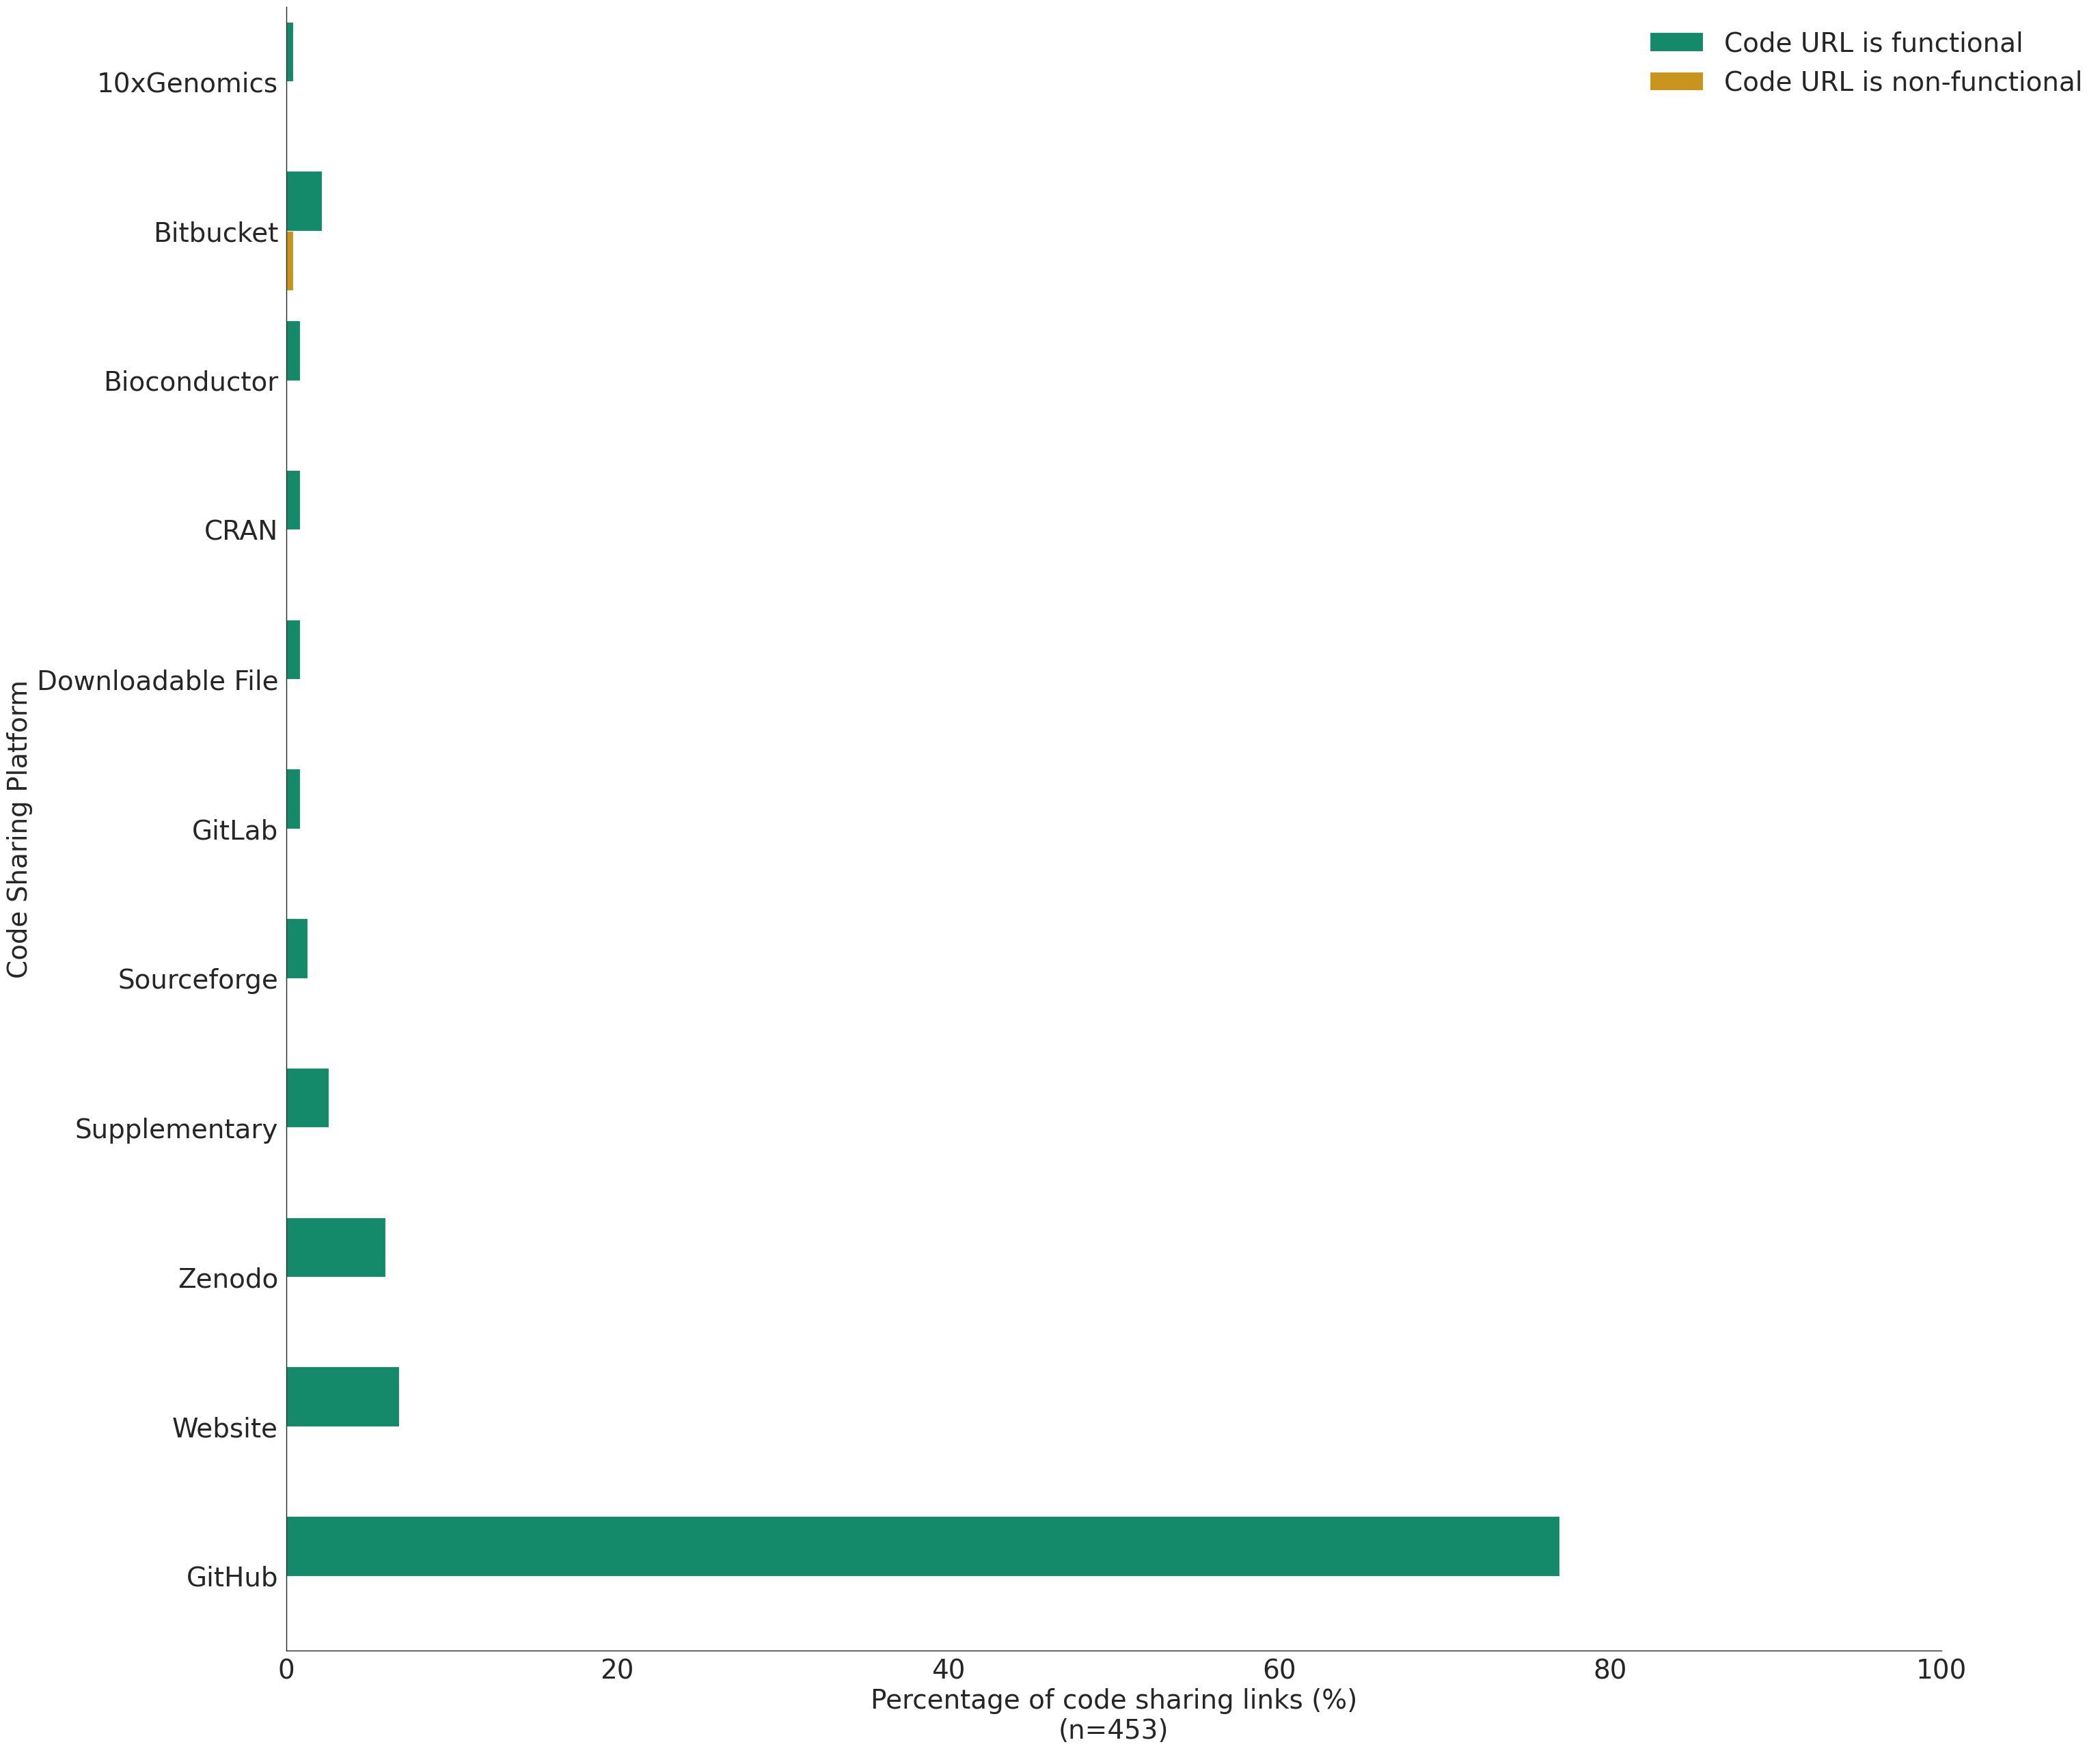 Code URL is functional
Code URL is non-functional
10xGenomics
Bitbucket
Bioconductor
CRAN
Downloadable File
GitLab
Sourceforge
Supplementary
Zenodo
Website
GitHub
Code Sharing Platform
0 20 40 60 80 100
Percentage of code sharing links (%)
(n=453)